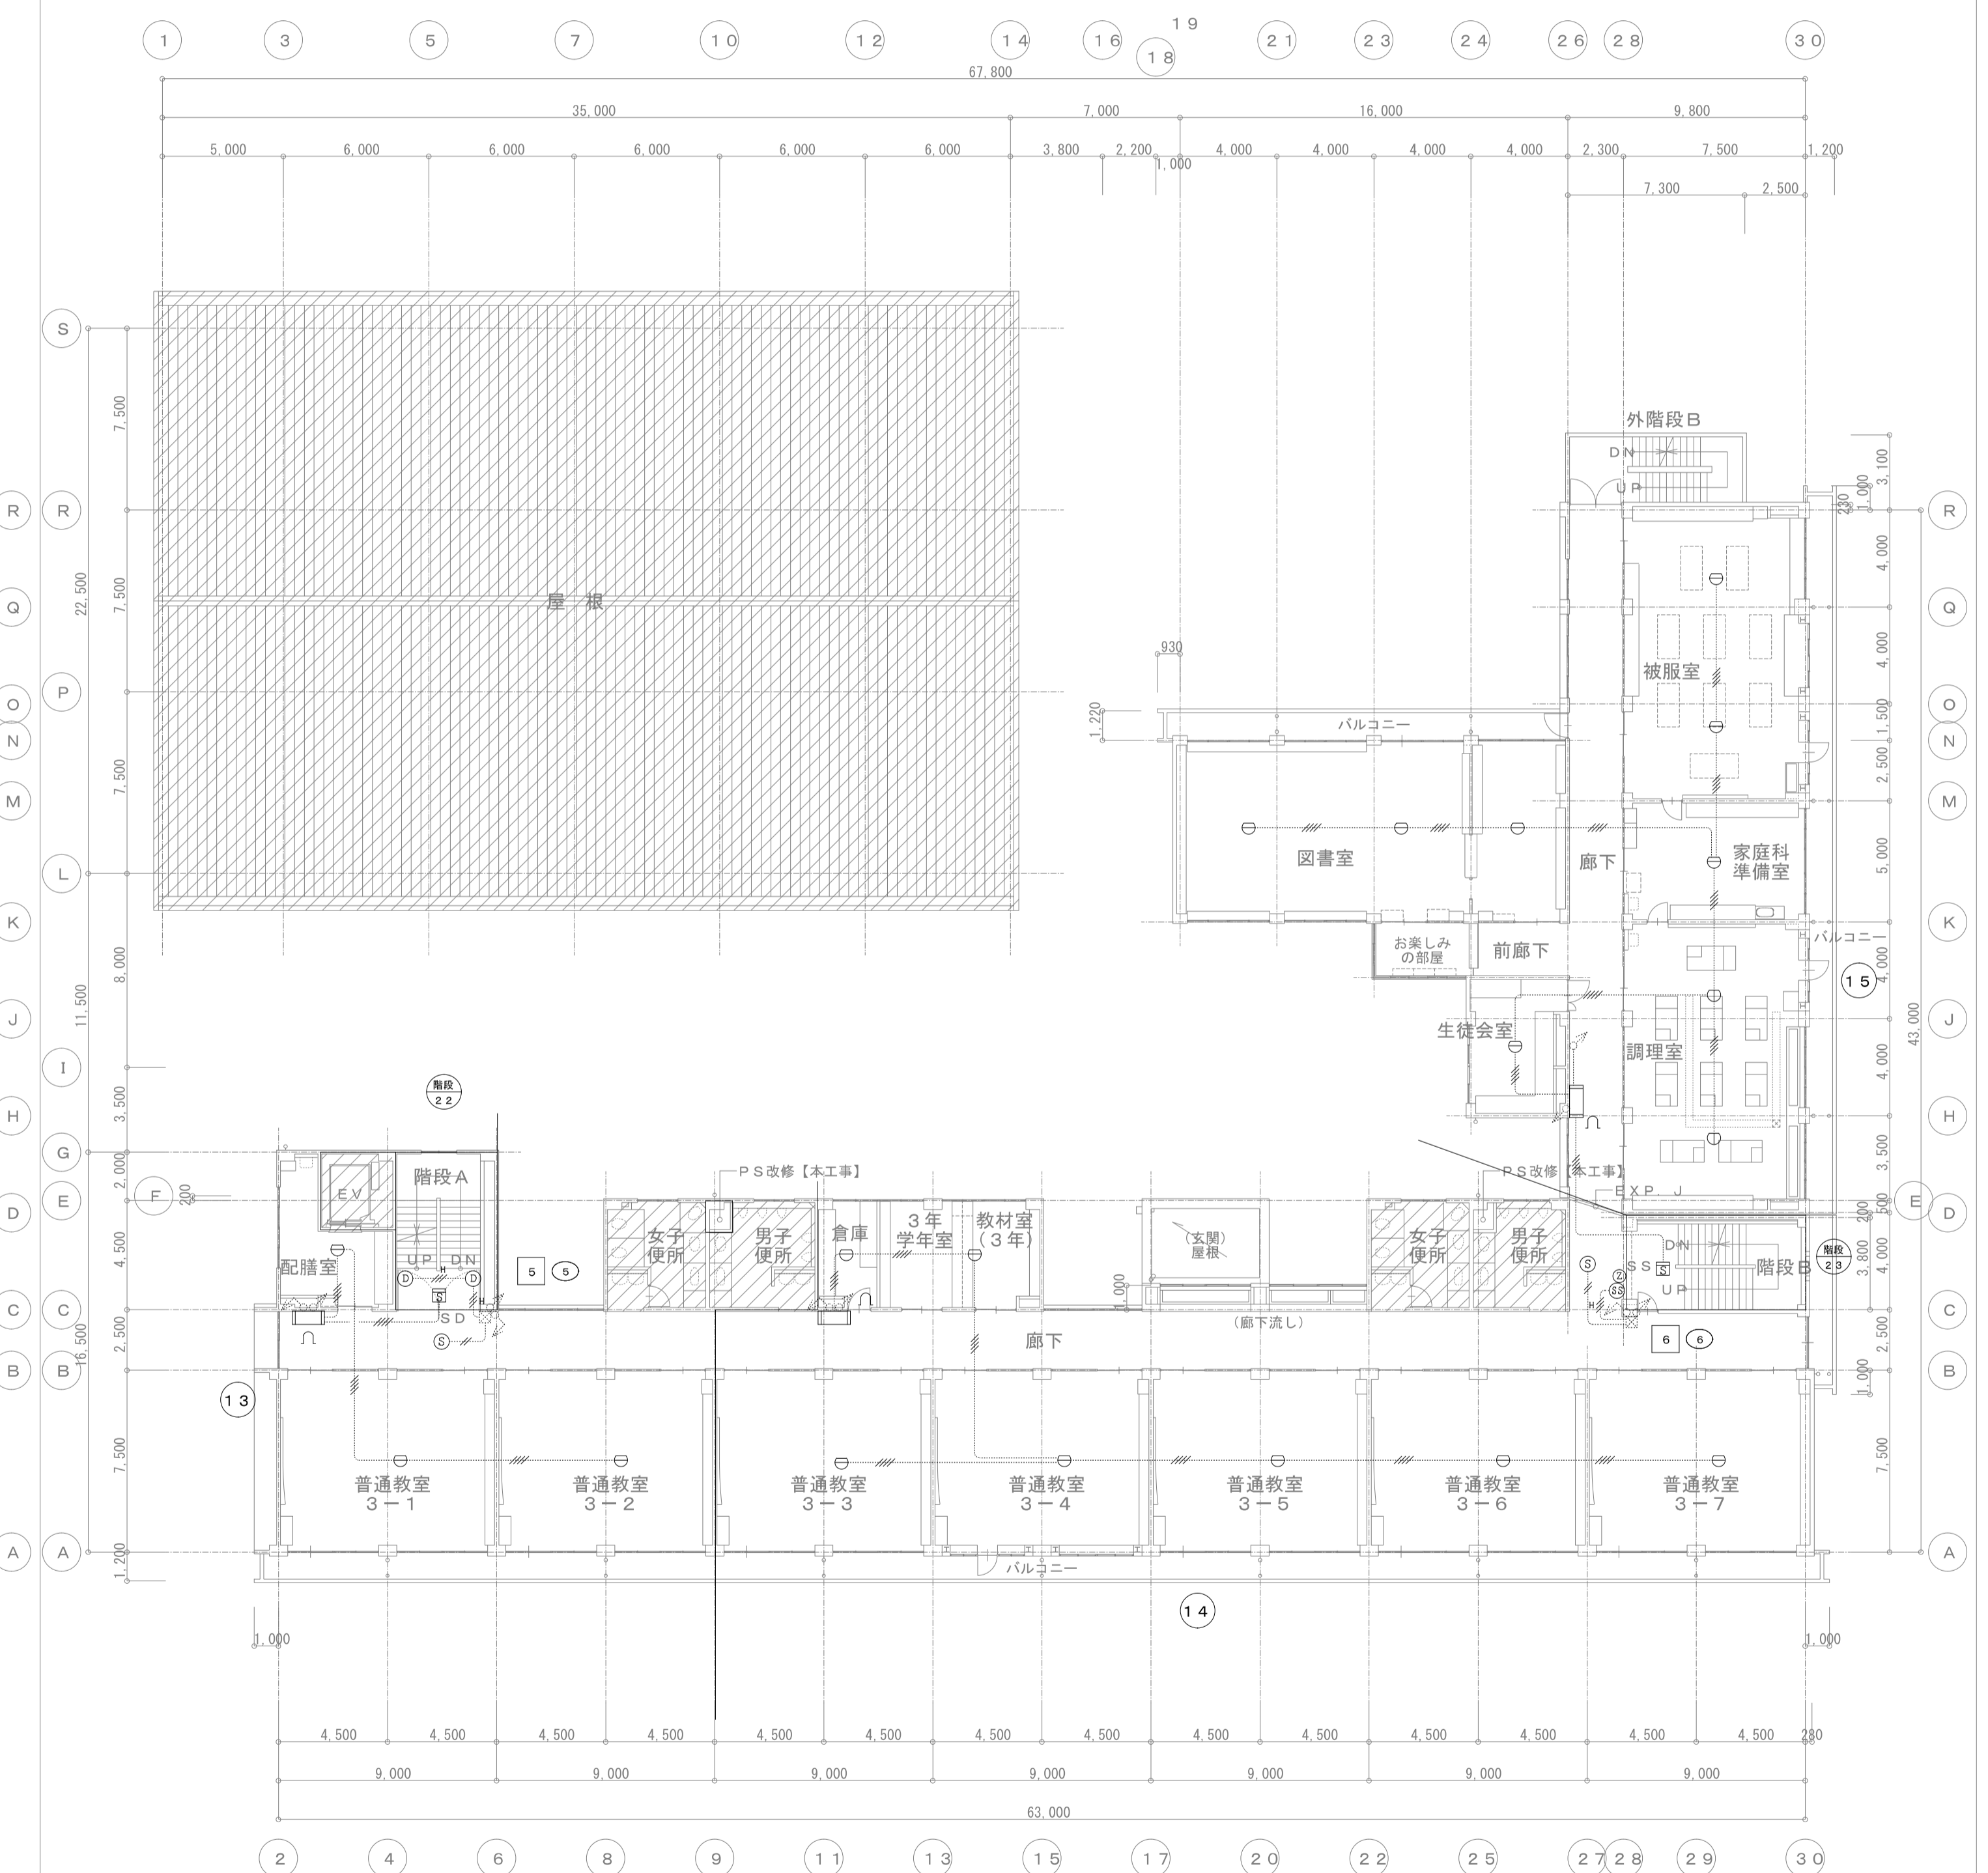 1 3 5 7 10 12 14 16 18 19 21 23 24 26 28 30
67,800
35,000 7,000 16,000 9,800
5,000 6,000 6,000 6,000 6,000 6,000 3,800 2,200 1,000 4,000 4,000 4,000 4,000 2,300 7,500 1,200
7,300 2,500
S
7,500
外階段B
DN
UP
3,100
1,000
230
R R R
4,000
22,500
7,500
屋 根
Q Q
930
被服室
4,000
P
O O
1,220
バルコニー
1,500
N N
7,500
2,500
M M
図書室
廊下
家庭科
準備室
5,000
L
K K
お楽しみ
の部屋
前廊下
バルコニー
8,000
4,000
15
11,500
J J
生徒会室
調理室
43,000
I
階段
22
4,000
3,500
H H
G
2,000
階段A
EV
PS改修【本工事】
PS改修【本工事】
3,500
F
200
E
EXP. J
E
500
D D
200
配膳室
UP DN
D D
S
5 5
女子
便所
男子
便所
倉庫
3年
学年室
教材室
(3年)
(玄関)
屋根
女子
便所
男子
便所
S
Z
SS
SS
S
DN
UP
階段B
階段
23
4,500
1,000
3,800
4,000
C C C
SD
H
H
H
S
(廊下流し)
6 6
2,500
16,500
廊下
2,500
B B B
1,000
13
7,500
7,500
普通教室
3-1
普通教室
3-2
普通教室
3-3
普通教室
3-4
普通教室
3-5
普通教室
3-6
普通教室
3-7
A A A
1,200
バルコニー
14
1,000 1,000
4,500 4,500 4,500 4,500 4,500 4,500 4,500 4,500 4,500 4,500 4,500 4,500 4,500 4,500 280
9,000 9,000 9,000 9,000 9,000 9,000 9,000
63,000
2 4 6 8 9 11 13 15 17 20 22 25 27 28 29 30